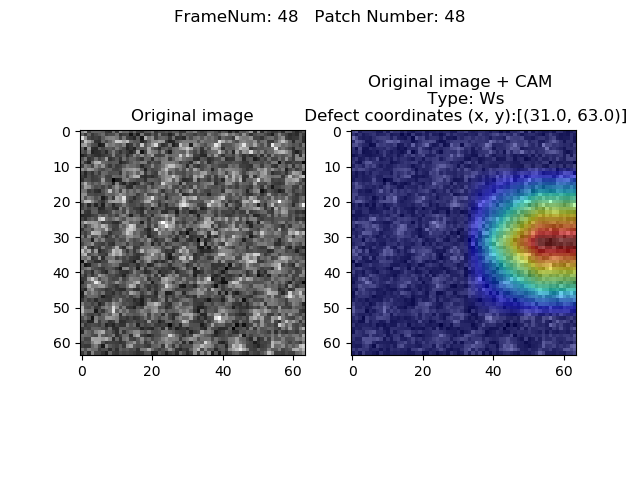 FrameNum: 48   Patch Number: 48
Original image
Original image + CAM
Type: Ws
Defect coordinates (x, y):[(31.0, 63.0)]
0
10
20
30
40
50
60
0 20 40 60
0
10
20
30
40
50
60
0 20 40 60